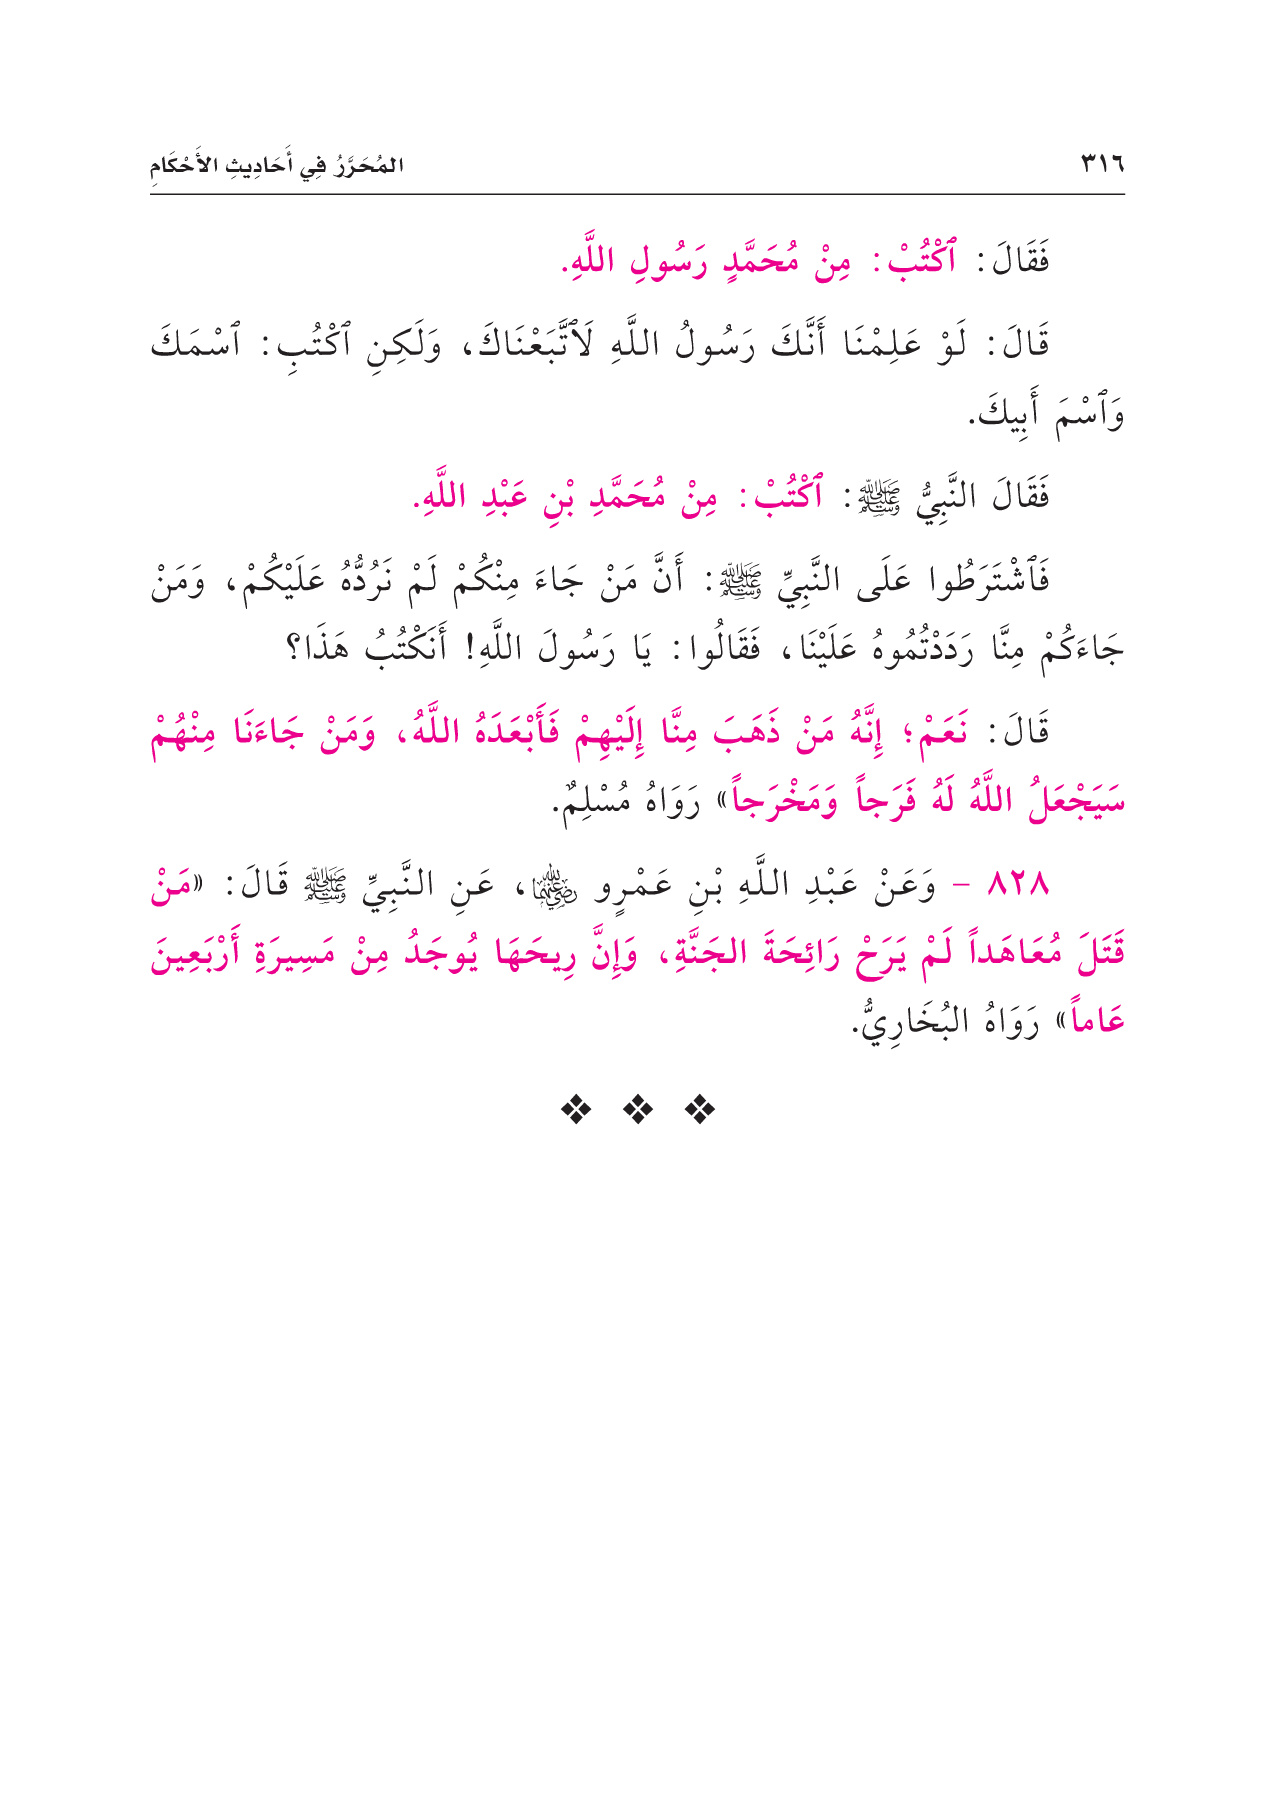 ٣١٦ المُحَرَّرُ فِي أَحَادِيثِ الأَحْكَامِ
فَقَالَ: ٱكْتُبْ: مِنْ مُحَمَّدٍ رَسُولِ اللَّهِ.
قَالَ: لَوْ عَلِمْنَا أَنَّكَ رَسُولُ اللَّهِ لَٱتَّبَعْنَاكَ، وَلَكِنِ ٱكْتُبِ: ٱسْمَكَ
وَٱسْمَ أَبِيكَ.
فَقَالَ النَّبِيُّ ﷺ: ٱكْتُبْ: مِنْ مُحَمَّدِ بْنِ عَبْدِ اللَّهِ.
فَٱشْتَرَطُوا عَلَى النَّبِيِّ ﷺ: أَنَّ مَنْ جَاءَ مِنْكُمْ لَمْ نَرُدُّهُ عَلَيْكُمْ، وَمَنْ
جَاءَكُمْ مِنَّا رَدَدْتُمُوهُ عَلَيْنَا، فَقَالُوا: يَا رَسُولَ اللَّهِ! أَنَكْتُبُ هَذَا؟
قَالَ: نَعَمْ؛ إِنَّهُ مَنْ ذَهَبَ مِنَّا إِلَيْهِمْ فَأَبْعَدَهُ اللَّهُ، وَمَنْ جَاءَنَا مِنْهُمْ
سَيَجْعَلُ اللَّهُ لَهُ فَرَجاً وَمَخْرَجاً» رَوَاهُ مُسْلِمٌ.
٨٢٨ - وَعَنْ عَبْدِ اللَّهِ بْنِ عَمْرٍو رضي الله عنهما، عَنِ النَّبِيِّ ﷺ قَالَ: «مَنْ
قَتَلَ مُعَاهَداً لَمْ يَرَحْ رَائِحَةَ الجَنَّةِ، وَإِنَّ رِيحَهَا يُوجَدُ مِنْ مَسِيرَةِ أَرْبَعِينَ
عَاماً» رَوَاهُ البُخَارِيُّ.